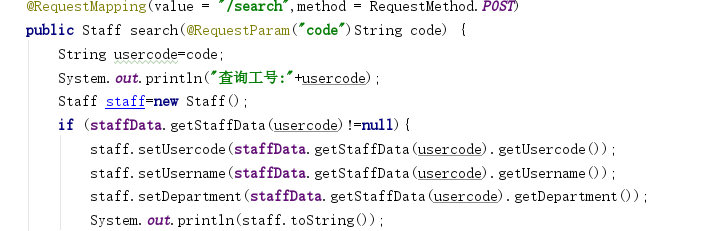 @RequestMapping(value = "/search",method = RequestMethod.POST)
public Staff search(@RequestParam("code")String code) {
String usercode=code;
System.out.println("查询工号:"+usercode);
Staff staff=new Staff();
if (staffData.getStaffData(usercode)!=null){
staff.setUsercode(staffData.getStaffData(usercode).getUsercode());
staff.setUsername(staffData.getStaffData(usercode).getUsername());
staff.setDepartment(staffData.getStaffData(usercode).getDepartment());
System.out.println(staff.toString());